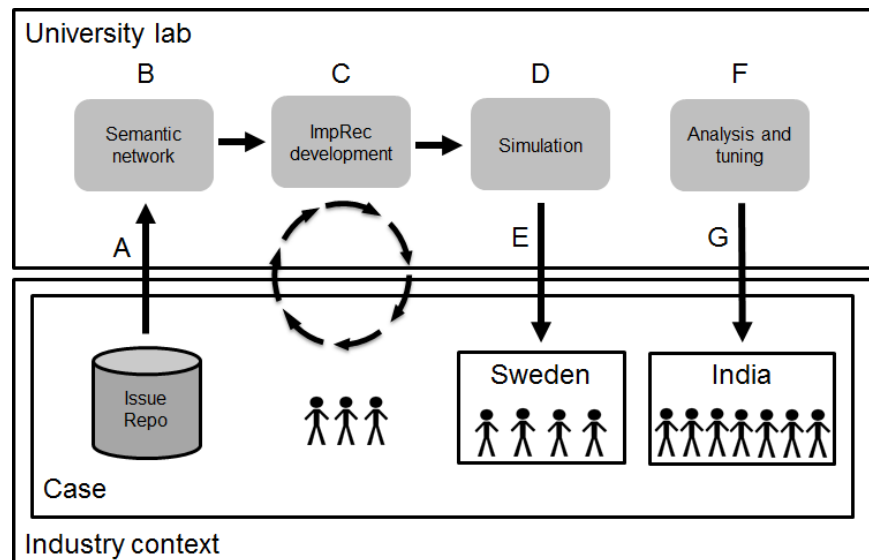 University lab
B
C
D
F
Semantic
network
ImpRec
development
Simulation
Analysis and
tuning
A
E
G
Issue
Repo
Sweden
India
Case
Industry context